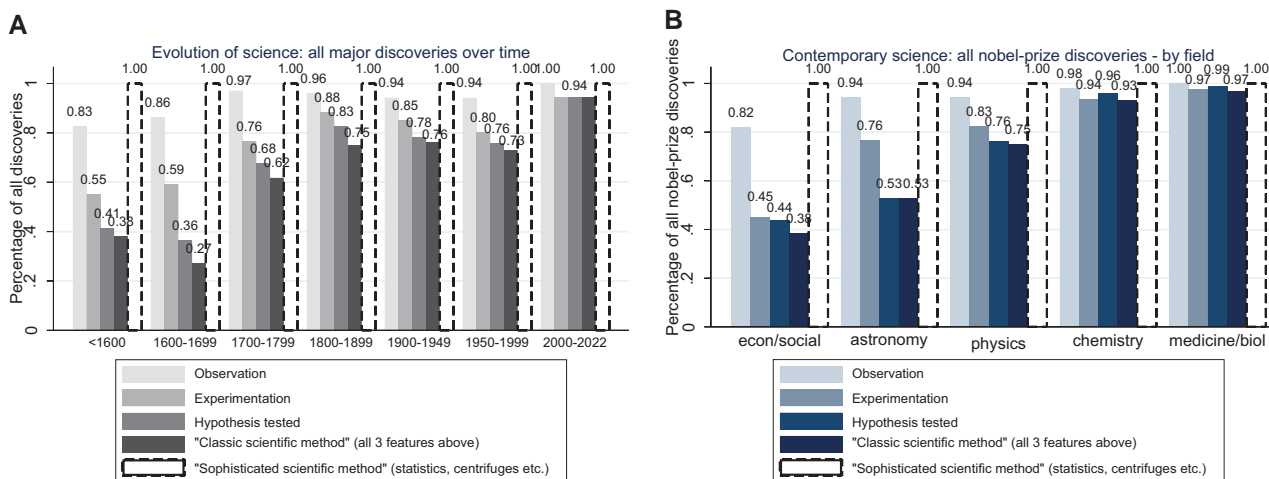 A
Evolution of science: all major discoveries over time
Percentage of all discoveries
0 .2 .4 .6 .8 1
0.83 0.55 0.41 0.38 1.00
0.86 0.59 0.36 0.27 1.00
0.97 0.76 0.68 0.62 1.00
0.96 0.88 0.83 0.75 1.00
0.94 0.85 0.78 0.76 1.00
0.94 0.80 0.76 0.73 1.00
1.00 0.94 1.00
<1600 1600-1699 1700-1799 1800-1899 1900-1949 1950-1999 2000-2022
Observation
Experimentation
Hypothesis tested
"Classic scientific method" (all 3 features above)
"Sophisticated scientific method" (statistics, centrifuges etc.)
B
Contemporary science: all nobel-prize discoveries - by field
Percentage of all nobel-prize discoveries
0 .2 .4 .6 .8 1
0.82 0.45 0.44 0.38 1.00
0.94 0.76 0.53 0.53 1.00
0.94 0.83 0.76 0.75 1.00
0.98 0.94 0.96 0.93 1.00
1.00 0.97 0.99 0.97 1.00
econ/social astronomy physics chemistry medicine/biol
Observation
Experimentation
Hypothesis tested
"Classic scientific method" (all 3 features above)
"Sophisticated scientific method" (statistics, centrifuges etc.)